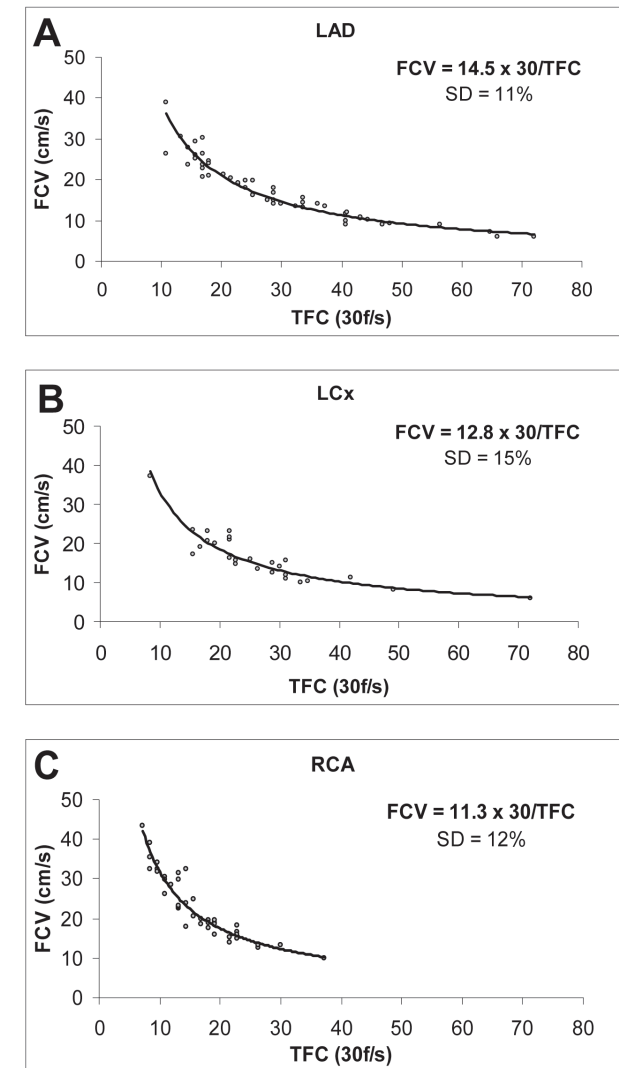 A
LAD
FCV = 14.5 x 30/TFC
SD = 11%
FCV (cm/s)
50
40
30
20
10
0
0 10 20 30 40 50 60 70 80
TFC (30f/s)
B
LCx
FCV = 12.8 x 30/TFC
SD = 15%
FCV (cm/s)
50
40
30
20
10
0
0 10 20 30 40 50 60 70 80
TFC (30f/s)
C
RCA
FCV = 11.3 x 30/TFC
SD = 12%
FCV (cm/s)
50
40
30
20
10
0
0 10 20 30 40 50 60 70 80
TFC (30f/s)